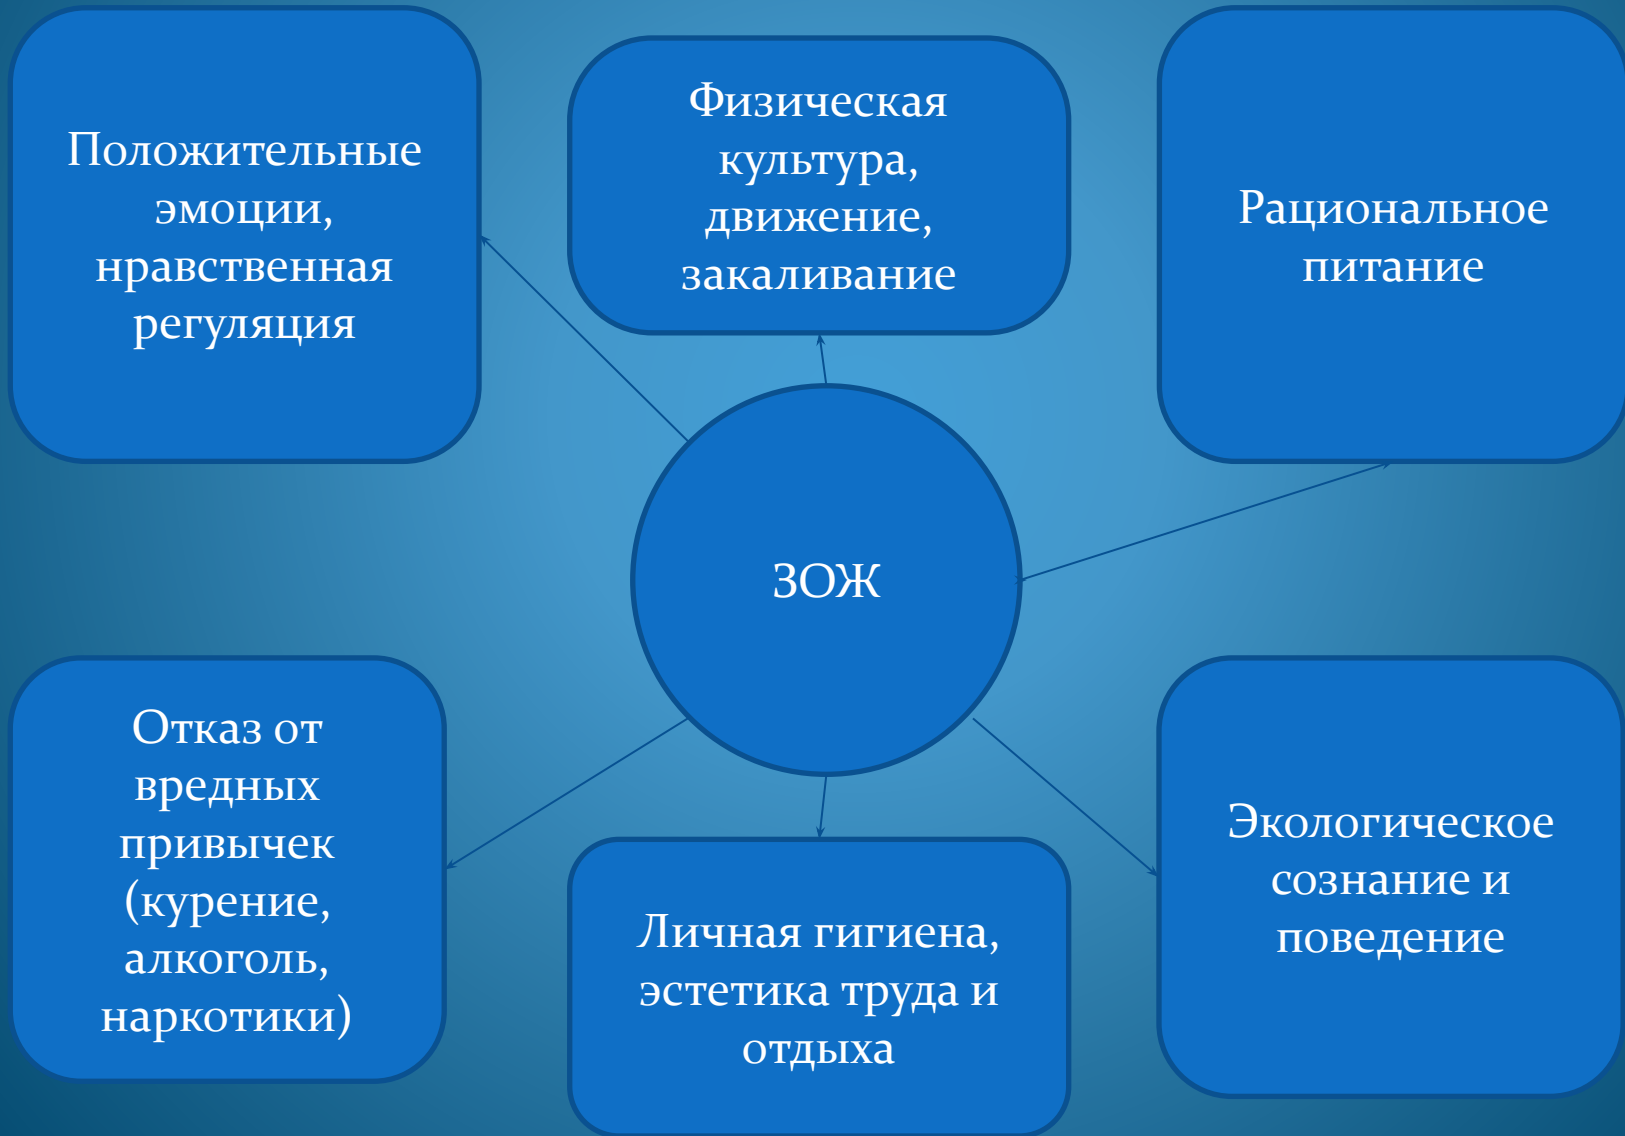 Положительные
эмоции,
нравственная
регуляция
Физическая
культура,
движение,
закаливание
Рациональное
питание
ЗОЖ
Отказ от
вредных
привычек
(курение,
алкоголь,
наркотики)
Личная гигиена,
эстетика труда и
отдыха
Экологическое
сознание и
поведение